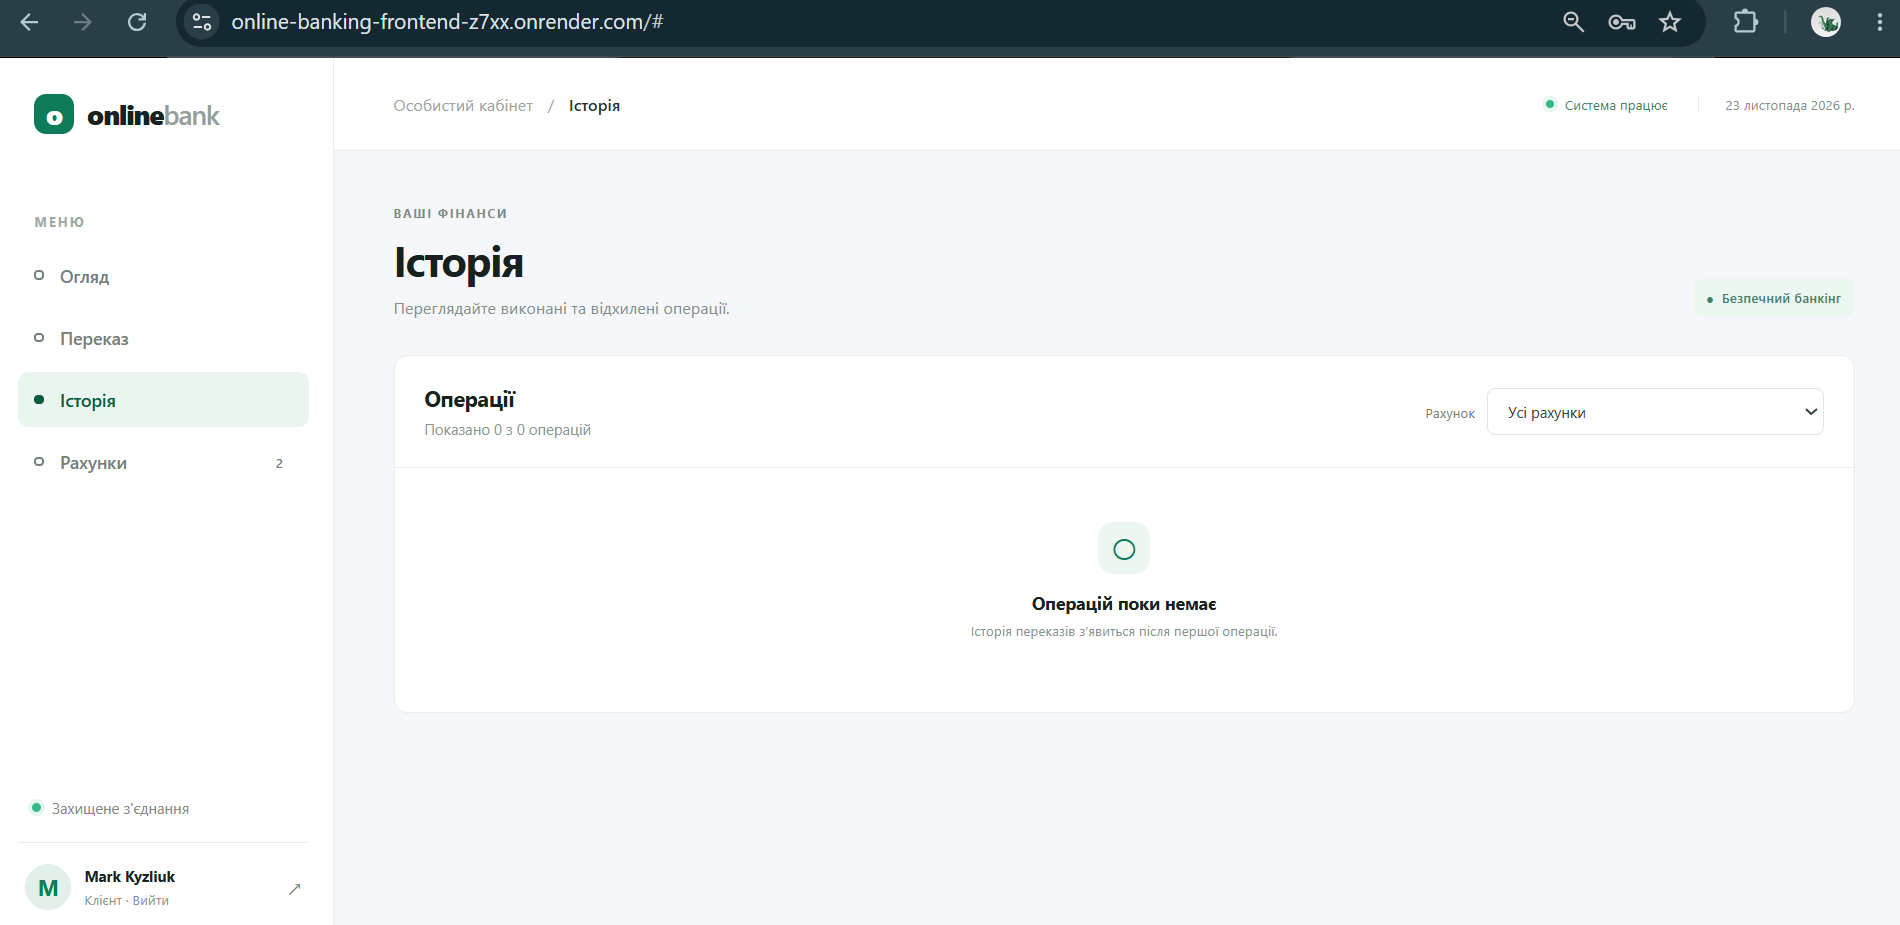 online-banking-frontend-z7xx.onrender.com/#
o onlinebank
Особистий кабінет / Історія
Система працює
23 листопада 2026 р.
МЕНЮ
Огляд
Переказ
Історія
Рахунки 2
ВАШІ ФІНАНСИ
Історія
Переглядайте виконані та відхилені операції.
Безпечний банкінг
Операції
Показано 0 з 0 операцій
Рахунок Усі рахунки
Операцій поки немає
Історія переказів з'явиться після першої операції.
Захищене з'єднання
M
Mark Kyzliuk
Клієнт · Вийти